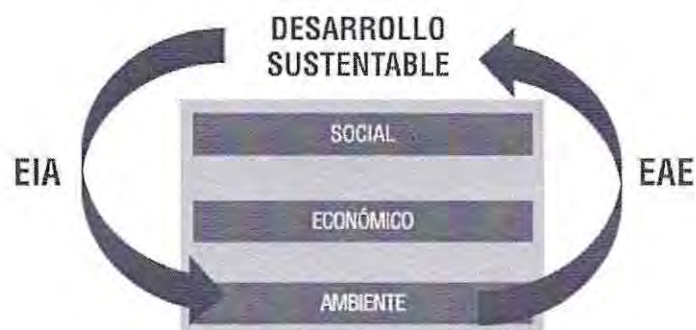 DESARROLLO
SUSTENTABLE
SOCIAL
EIA
EAE
ECONÓMICO
AMBIENTE